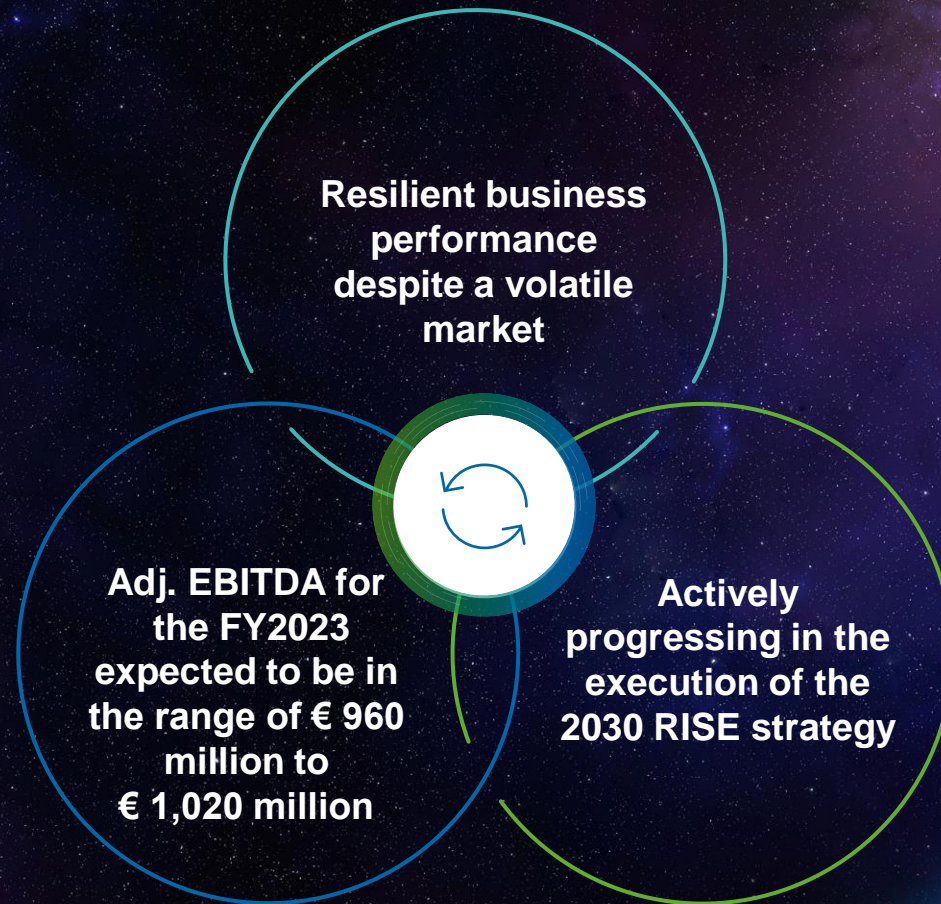 Resilient business
performance
despite a volatile
market
Adj. EBITDA for
the FY2023
expected to be in
the range of € 960
million to
€ 1,020 million
Actively
progressing in the
execution of the
2030 RISE strategy